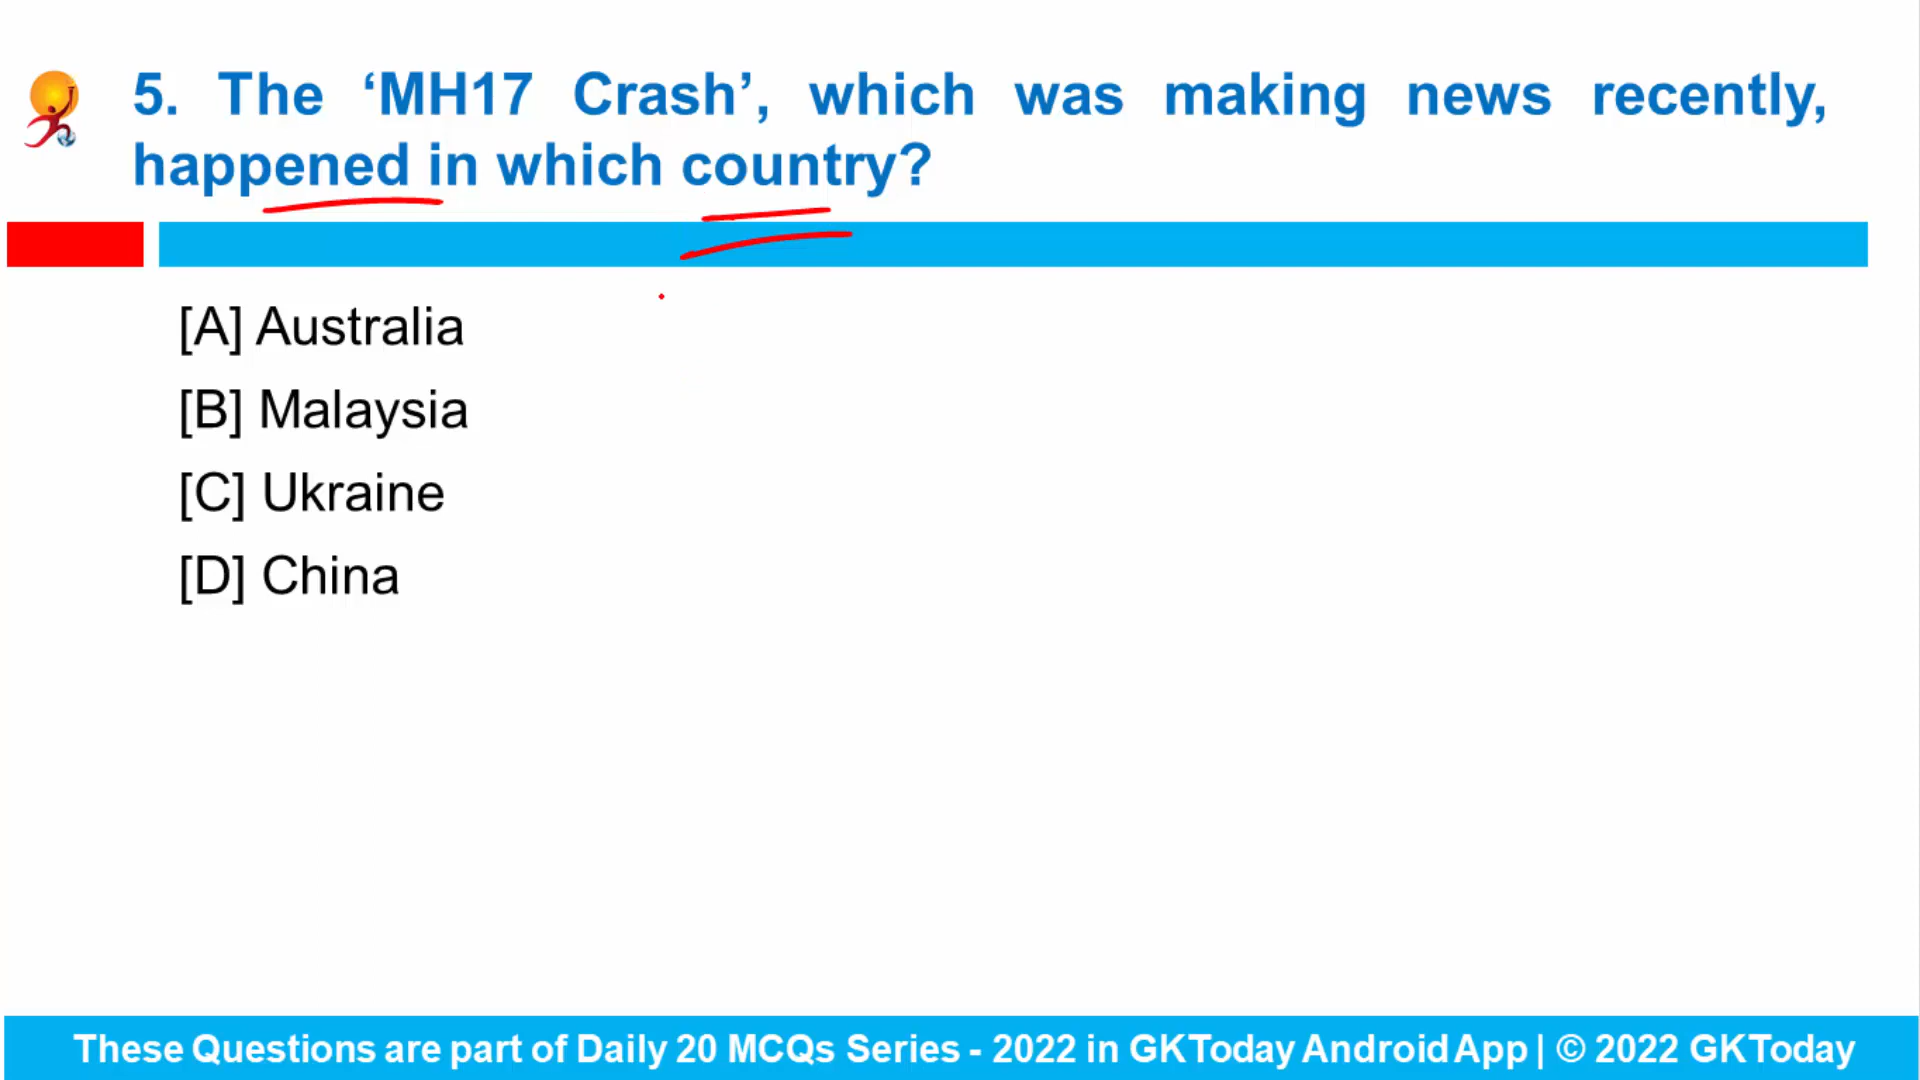 5. The ‘MH17 Crash’, which was making news recently,
happened in which country?
[A] Australia
[B] Malaysia
[C] Ukraine
[D] China
These Questions are part of Daily 20 MCQs Series - 2022 in GKToday Android App | © 2022 GKToday